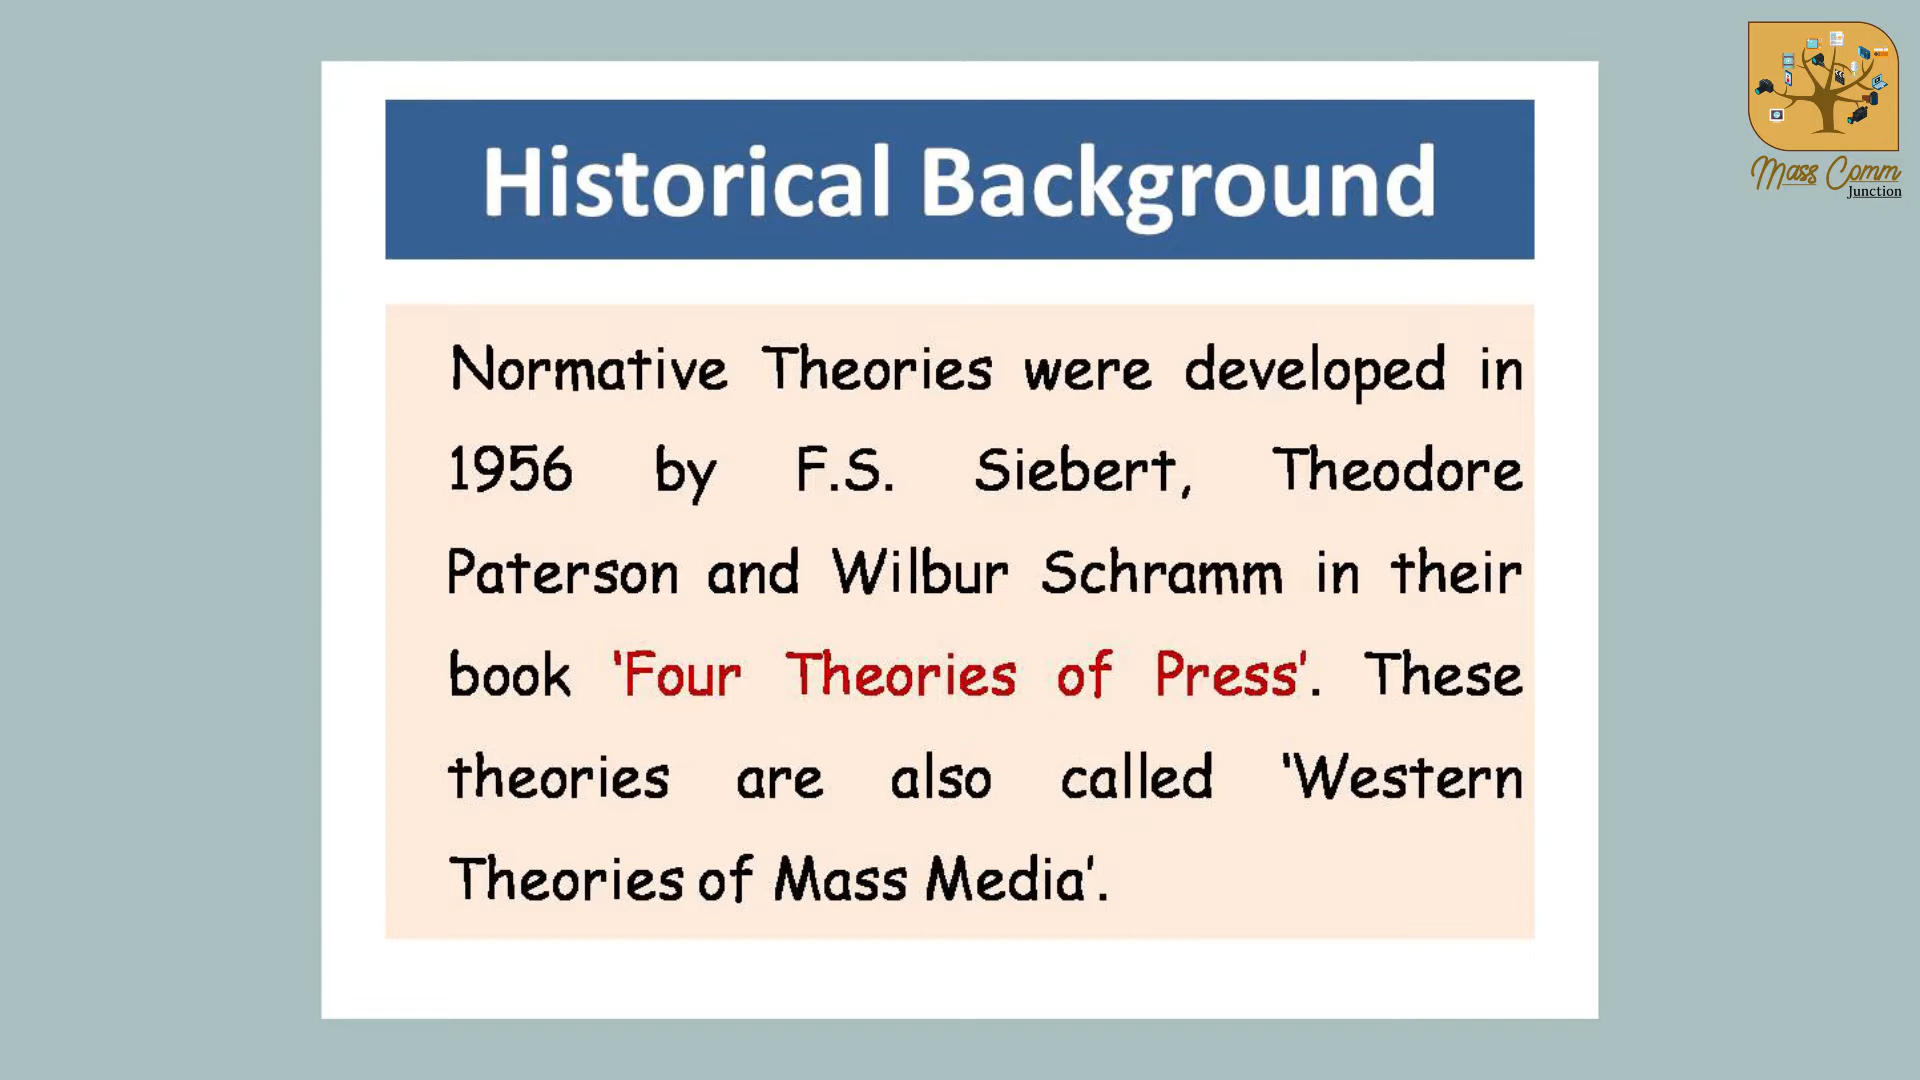 Historical Background
Normative Theories were developed in
1956 by F.S. Siebert, Theodore
Paterson and Wilbur Schramm in their
book ‘Four Theories of Press’. These
theories are also called ‘Western
Theories of Mass Media’.
Mass Comm
Junction